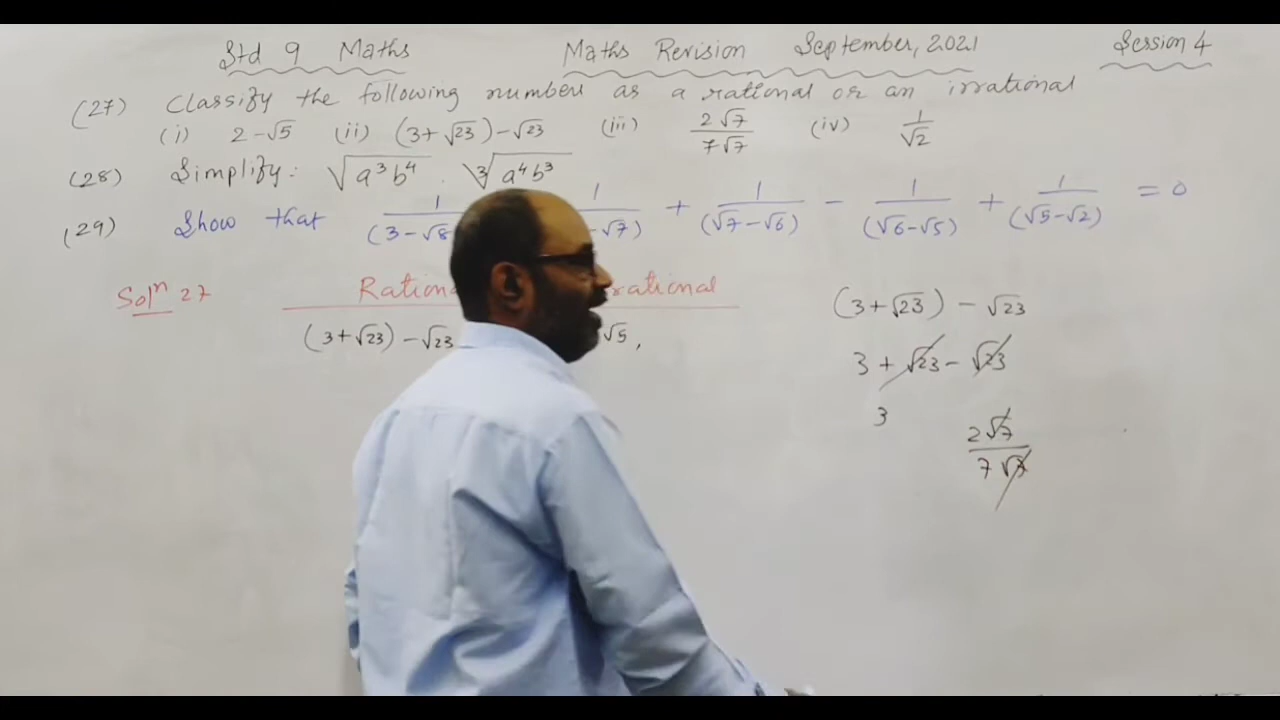 Std 9 Maths Maths Revision September, 2021 Session 4
(27) Classify the following numbers as a rational or an irrational
(i) 2-√5 (ii) (3+√23)-√23 (iii) 2√7/7√7 (iv) 1/√2
(28) Simplify: √a³b⁴ . ∛a⁴b³
(29) Show that 1/(3-√8 1/-√7) + 1/(√7-√6) - 1/(√6-√5) + 1/(√5-√2) = 0
Solⁿ 27
(3+√23)-√23 √5,
(3+√23) - √23
3 + √23 - √23
3
2√7/7√7